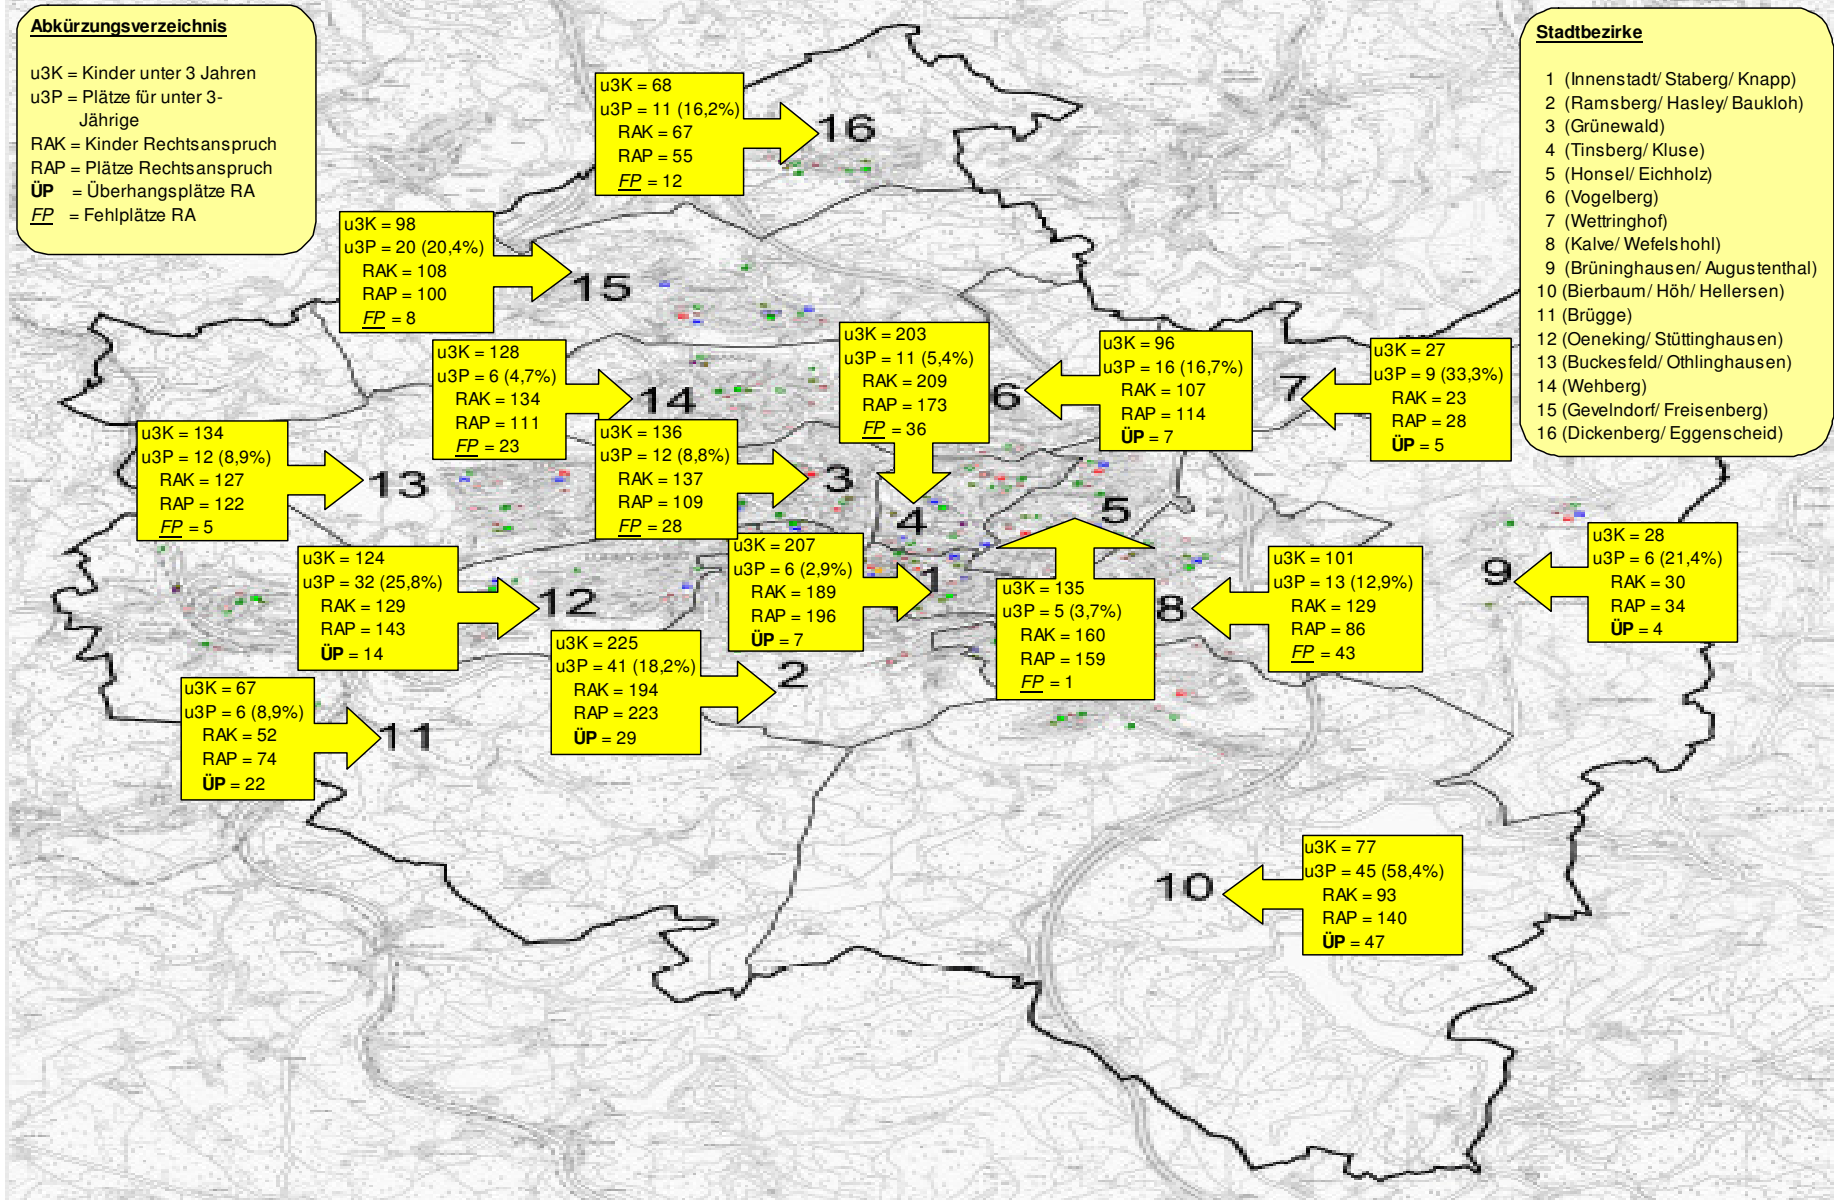 Abkürzungsverzeichnis
u3K = Kinder unter 3 Jahren
u3P = Plätze für unter 3-
Jährige
RAK = Kinder Rechtsanspruch
RAP = Plätze Rechtsanspruch
ÜP = Überhangsplätze RA
FP = Fehlplätze RA
Stadtbezirke
1 (Innenstadt/ Staberg/ Knapp)
2 (Ramsberg/ Hasley/ Baukloh)
3 (Grünewald)
4 (Tinsberg/ Kluse)
5 (Honsel/ Eichholz)
6 (Vogelberg)
7 (Wettringhof)
8 (Kalve/ Wefelshohl)
9 (Brüninghausen/ Augustenthal)
10 (Bierbaum/ Höh/ Hellersen)
11 (Brügge)
12 (Oeneking/ Stüttinghausen)
13 (Buckesfeld/ Othlinghausen)
14 (Wehberg)
15 (Gevelndorf/ Freisenberg)
16 (Dickenberg/ Eggenscheid)
u3K = 68
u3P = 11 (16,2%)
RAK = 67
RAP = 55
FP = 12
16
u3K = 98
u3P = 20 (20,4%)
RAK = 108
RAP = 100
FP = 8
15
u3K = 128
u3P = 6 (4,7%)
RAK = 134
RAP = 111
FP = 23
14
u3K = 203
u3P = 11 (5,4%)
RAK = 209
RAP = 173
FP = 36
4
u3K = 96
u3P = 16 (16,7%)
RAK = 107
RAP = 114
ÜP = 7
6
u3K = 27
u3P = 9 (33,3%)
RAK = 23
RAP = 28
ÜP = 5
7
u3K = 134
u3P = 12 (8,9%)
RAK = 127
RAP = 122
FP = 5
13
u3K = 136
u3P = 12 (8,8%)
RAK = 137
RAP = 109
FP = 28
3
u3K = 124
u3P = 32 (25,8%)
RAK = 129
RAP = 143
ÜP = 14
12
u3K = 207
u3P = 6 (2,9%)
RAK = 189
RAP = 196
ÜP = 7
1
u3K = 135
u3P = 5 (3,7%)
RAK = 160
RAP = 159
FP = 1
5
u3K = 101
u3P = 13 (12,9%)
RAK = 129
RAP = 86
FP = 43
8
u3K = 28
u3P = 6 (21,4%)
RAK = 30
RAP = 34
ÜP = 4
9
u3K = 225
u3P = 41 (18,2%)
RAK = 194
RAP = 223
ÜP = 29
2
u3K = 67
u3P = 6 (8,9%)
RAK = 52
RAP = 74
ÜP = 22
11
u3K = 77
u3P = 45 (58,4%)
RAK = 93
RAP = 140
ÜP = 47
10